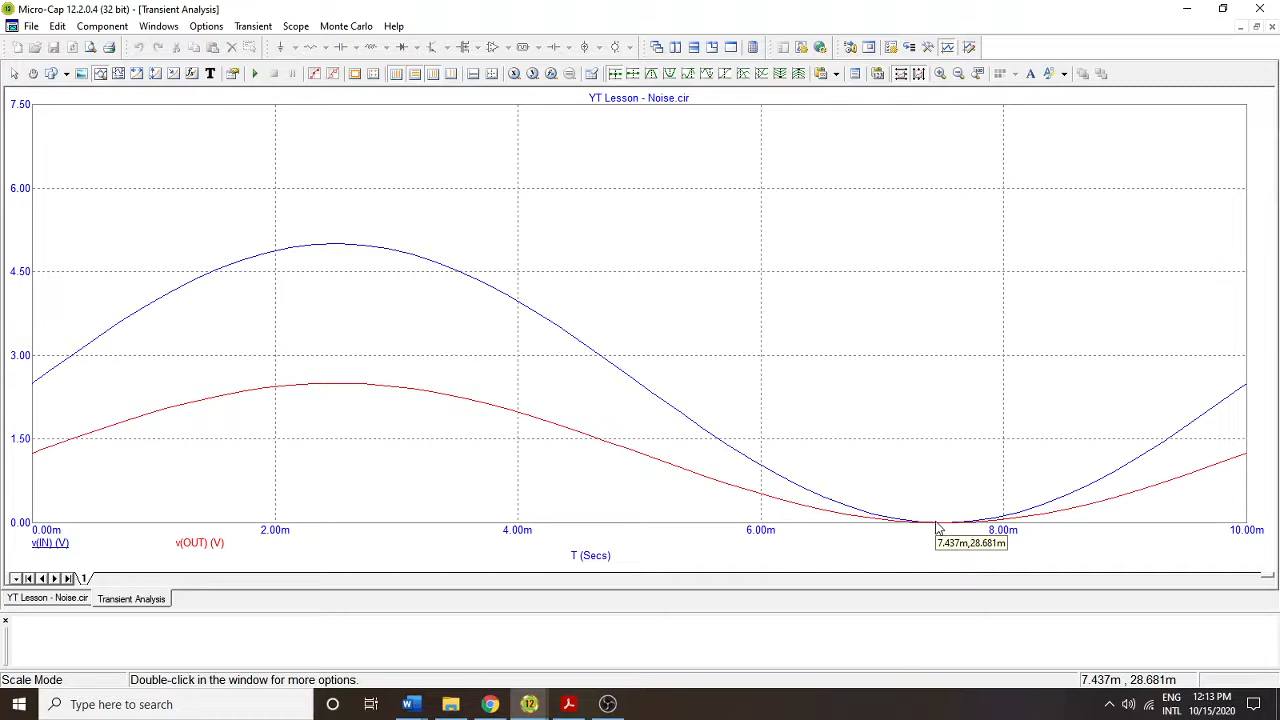 Micro-Cap 12.2.0.4 (32 bit) - [Transient Analysis]
File Edit Component Windows Options Transient Scope Monte Carlo Help
YT Lesson - Noise.cir
7.50
6.00
4.50
3.00
1.50
0.00
0.00m 2.00m 4.00m 6.00m 8.00m 10.00m
v(IN) (V) v(OUT) (V)
7.437m,28.681m
T (Secs)
1
YT Lesson - Noise.cir Transient Analysis
Scale Mode Double-click in the window for more options. 7.437m , 28.681m
Type here to search
ENG 12:13 PM
INTL 10/15/2020